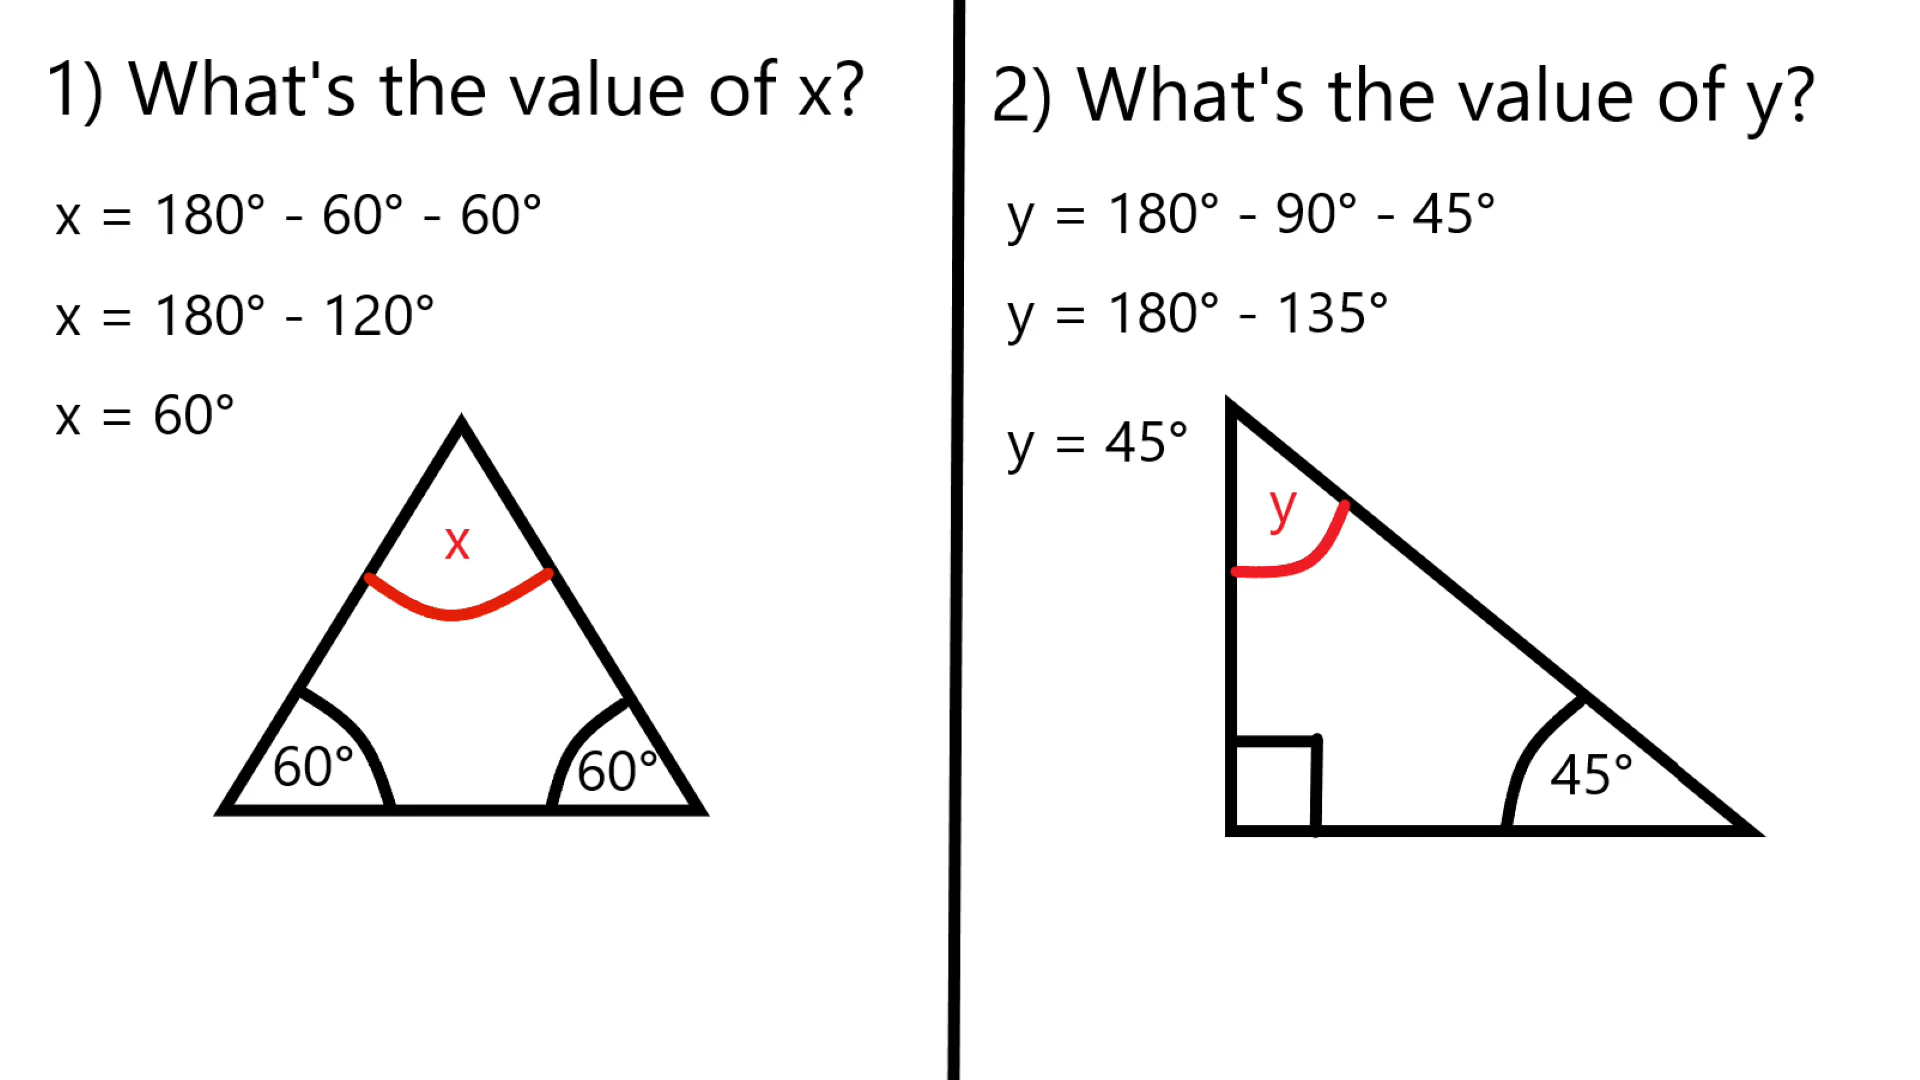 1) What's the value of x?
x = 180° - 60° - 60°
x = 180° - 120°
x = 60°
x
60°
60°
2) What's the value of y?
y = 180° - 90° - 45°
y = 180° - 135°
y = 45°
y
45°